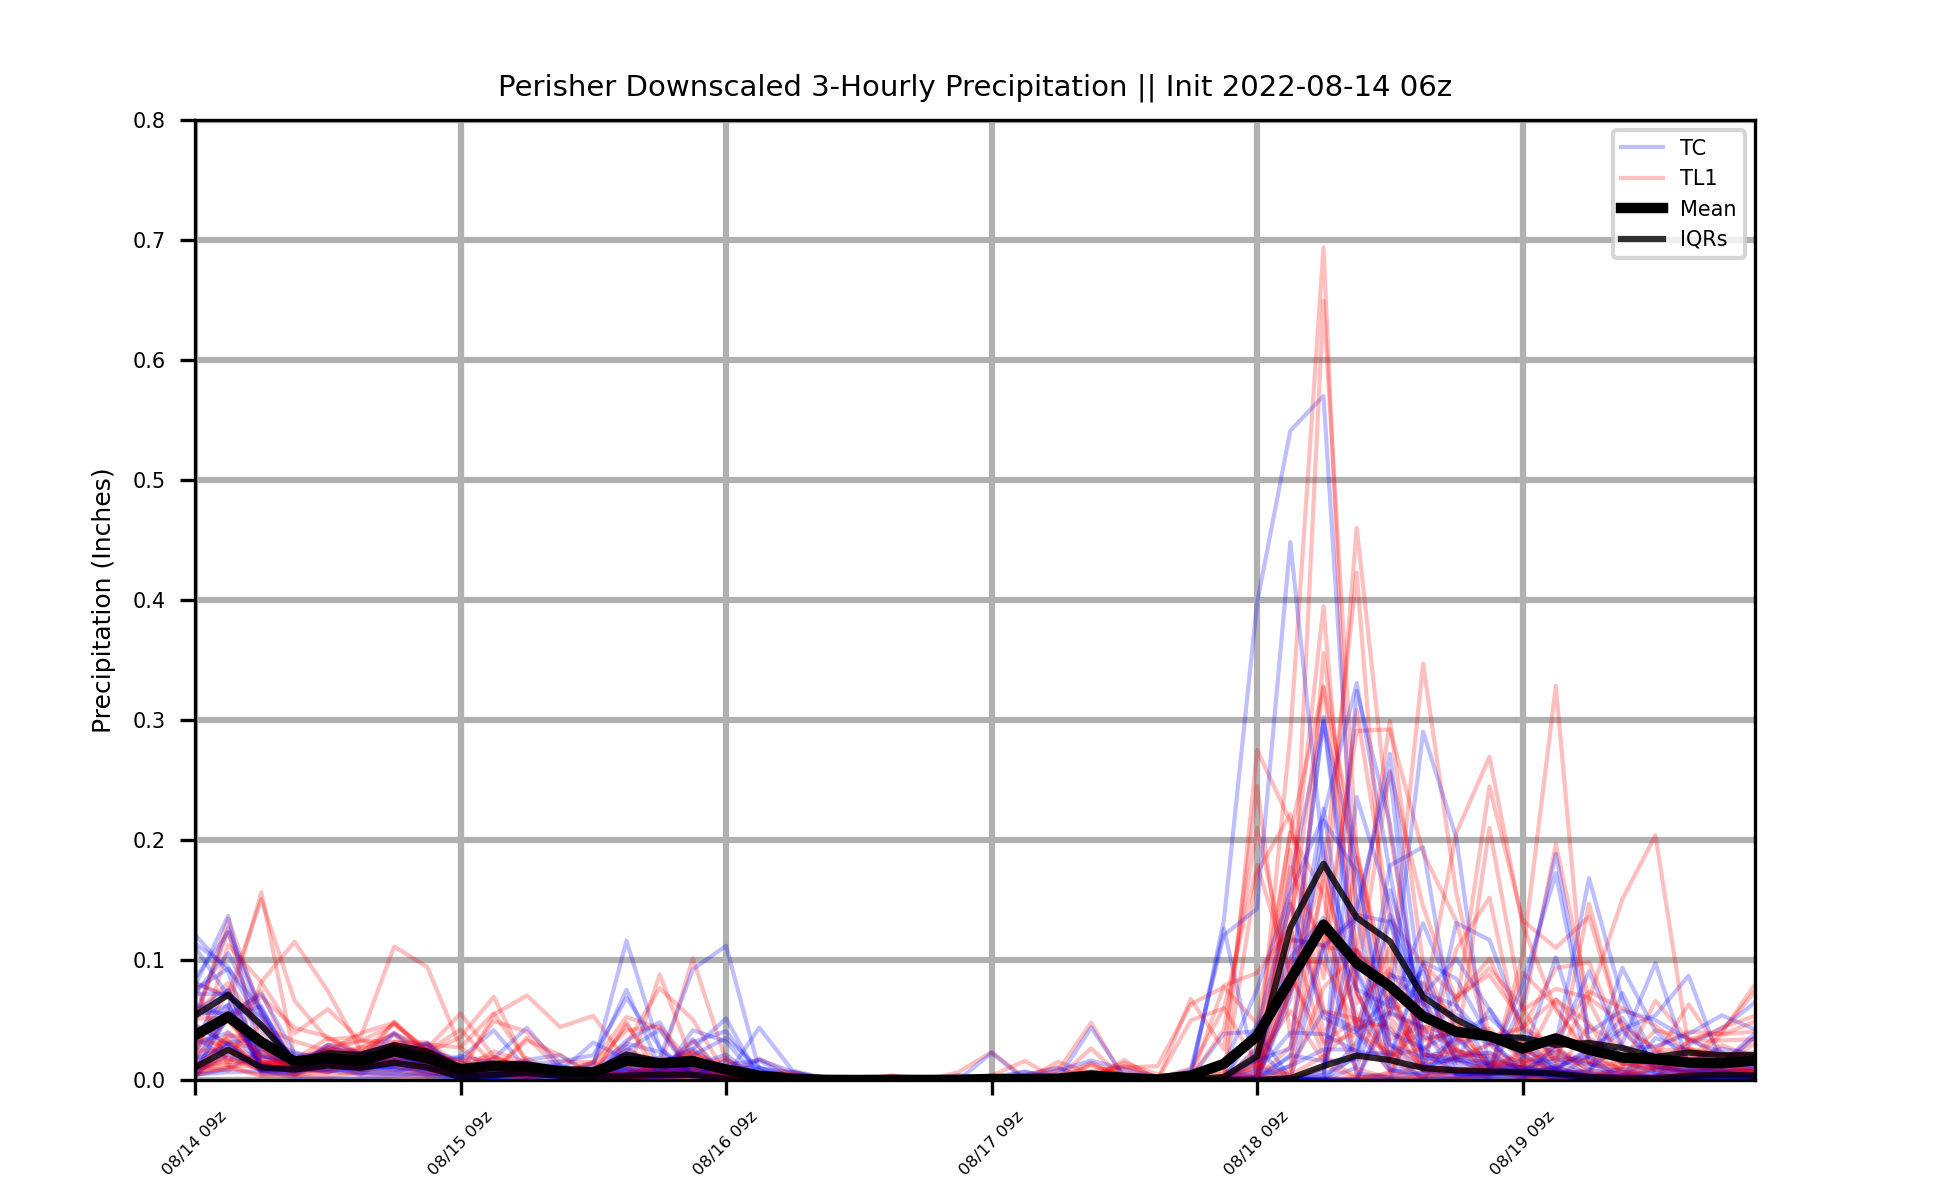 Perisher Downscaled 3-Hourly Precipitation || Init 2022-08-14 06z
Precipitation (Inches)
0.8
0.7
0.6
0.5
0.4
0.3
0.2
0.1
0.0
TC
TL1
Mean
IQRs
08/14 09z
08/15 09z
08/16 09z
08/17 09z
08/18 09z
08/19 09z